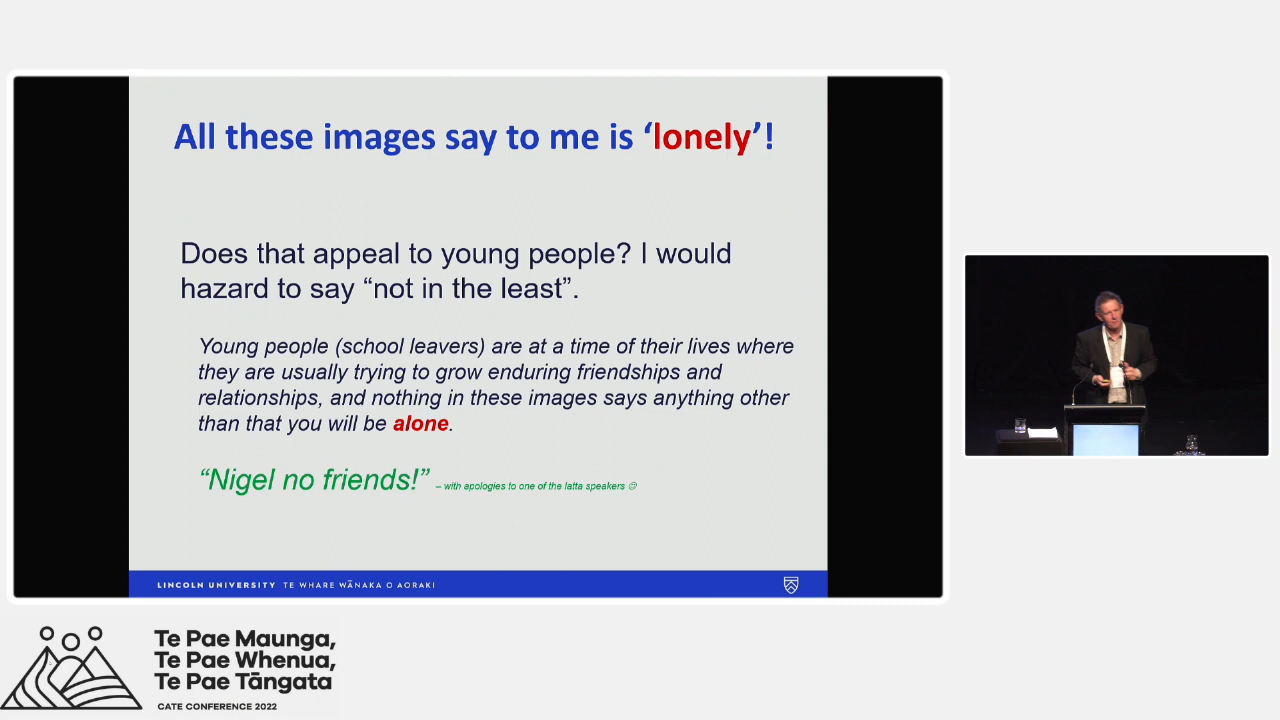 All these images say to me is ‘lonely’!
Does that appeal to young people? I would
hazard to say “not in the least”.
Young people (school leavers) are at a time of their lives where
they are usually trying to grow enduring friendships and
relationships, and nothing in these images says anything other
than that you will be alone.
“Nigel no friends!” – with apologies to one of the latta speakers ☺
LINCOLN UNIVERSITY TE WHARE WĀNAKA O AORAKI
Te Pae Maunga,
Te Pae Whenua,
Te Pae Tāngata
CATE CONFERENCE 2022